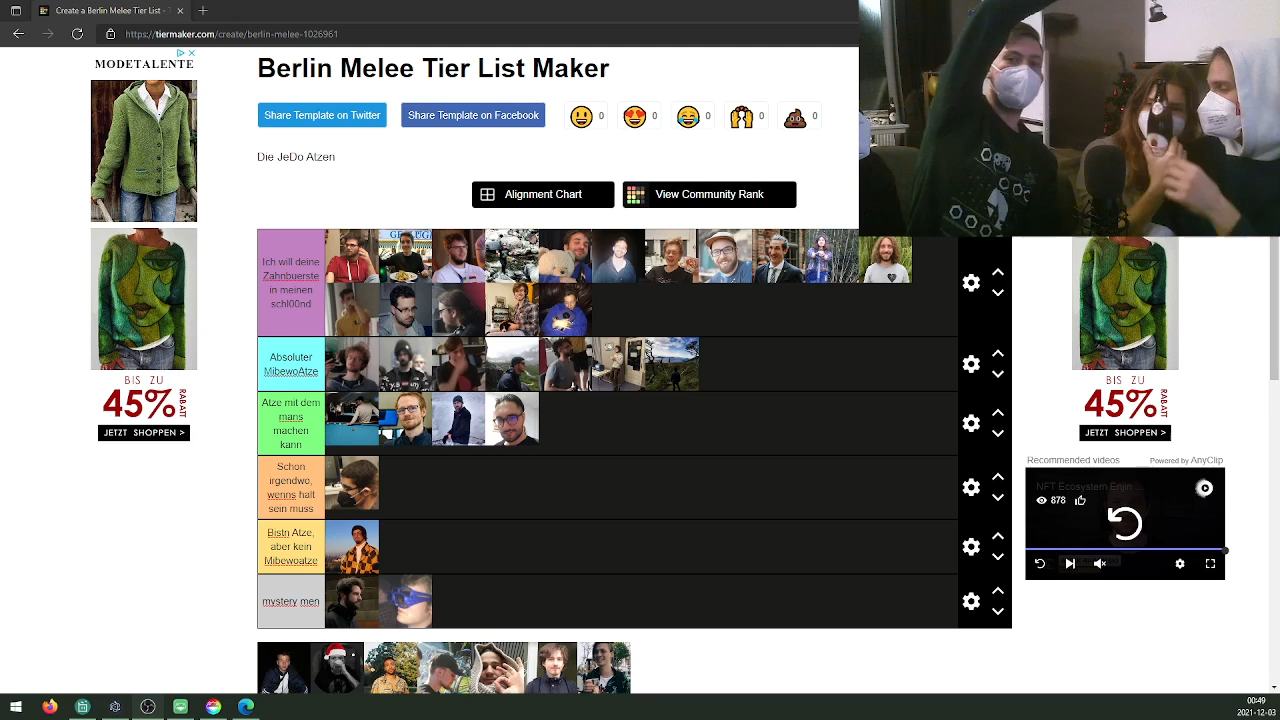 Create a Berlin Melee Tier List - T
https://tiermaker.com/create/berlin-melee-1026961
MODETALENTE
BIS ZU
45% RABATT
JETZT SHOPPEN >
Berlin Melee Tier List Maker
Share Template on Twitter
Share Template on Facebook
0
0
0
0
0
Die JeDo Atzen
Alignment Chart
View Community Rank
Ich will deine
Zahnbuerste
in meinen
schl00nd
Absoluter
MibewoAtze
Atze mit dem
mans
machen
kann
Schon
irgendwo,
wenns halt
sein muss
Bistn Atze,
aber kein
Mibewoatze
mystery men
BIS ZU
45% RABATT
JETZT SHOPPEN >
Recommended videos
Powered by AnyClip
NFT Ecosystem Enjin
878
00:49
2021-12-03